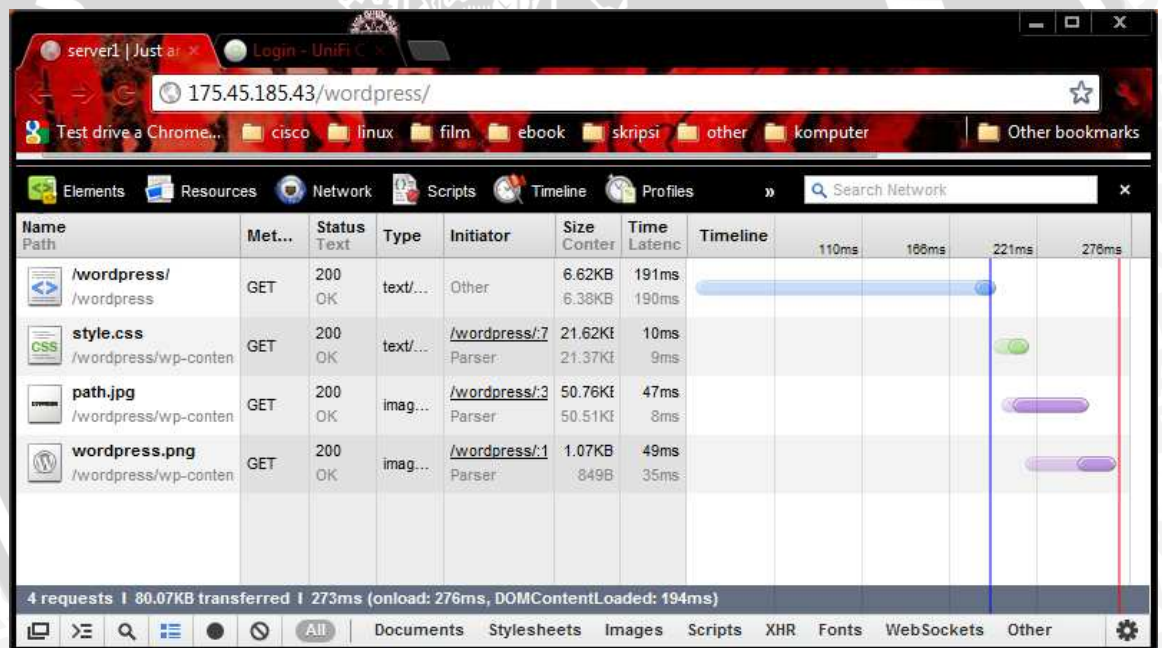 server1 | Just ar
Login - UniFi C
175.45.185.43/wordpress/
Test drive a Chrome... cisco linux film ebook skripsi other komputer Other bookmarks
Elements Resources Network Scripts Timeline Profiles » Search Network
Name Met... Status Type Initiator Size Time Timeline
Path Text Conter Latenc 110ms 166ms 221ms 276ms
/wordpress/ GET 200 text/... Other 6.62KB 191ms
/wordpress OK 6.38KB 190ms
style.css GET 200 text/... /wordpress/:7 21.62KB 10ms
/wordpress/wp-conten OK Parser 21.37KB 9ms
path.jpg GET 200 imag... /wordpress/:3 50.76KB 47ms
/wordpress/wp-conten OK Parser 50.51KB 8ms
wordpress.png GET 200 imag... /wordpress/:1 1.07KB 49ms
/wordpress/wp-conten OK Parser 849B 35ms
4 requests | 80.07KB transferred | 273ms (onload: 276ms, DOMContentLoaded: 194ms)
All Documents Stylesheets Images Scripts XHR Fonts WebSockets Other